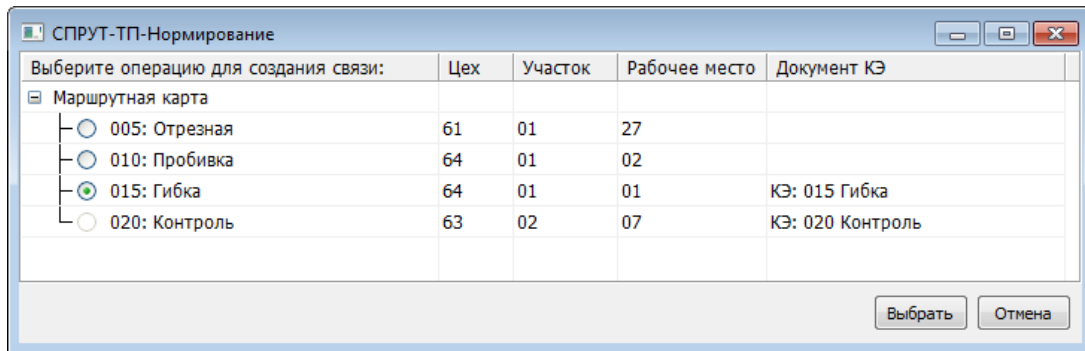 СПРУТ-ТП-Нормирование
Выберите операцию для создания связи: Цех Участок Рабочее место Документ КЭ
Маршрутная карта
005: Отрезная 61 01 27
010: Пробивка 64 01 02
015: Гибка 64 01 01 КЭ: 015 Гибка
020: Контроль 63 02 07 КЭ: 020 Контроль
Выбрать Отмена